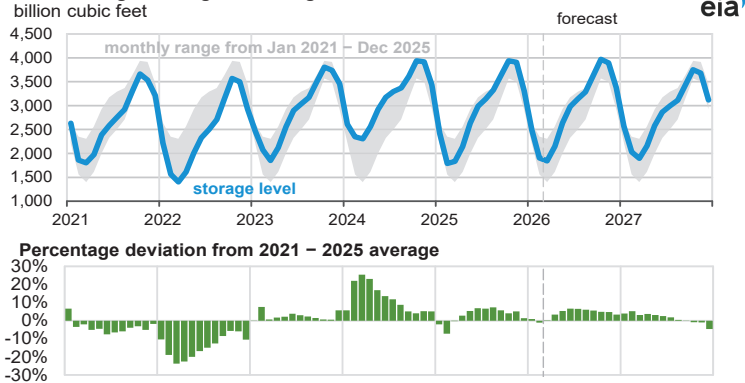 billion cubic feet
forecast
eia
4,500
4,000
3,500
3,000
2,500
2,000
1,500
1,000
monthly range from Jan 2021 − Dec 2025
storage level
2021 2022 2023 2024 2025 2026 2027
Percentage deviation from 2021 − 2025 average
30%
20%
10%
0%
-10%
-20%
-30%